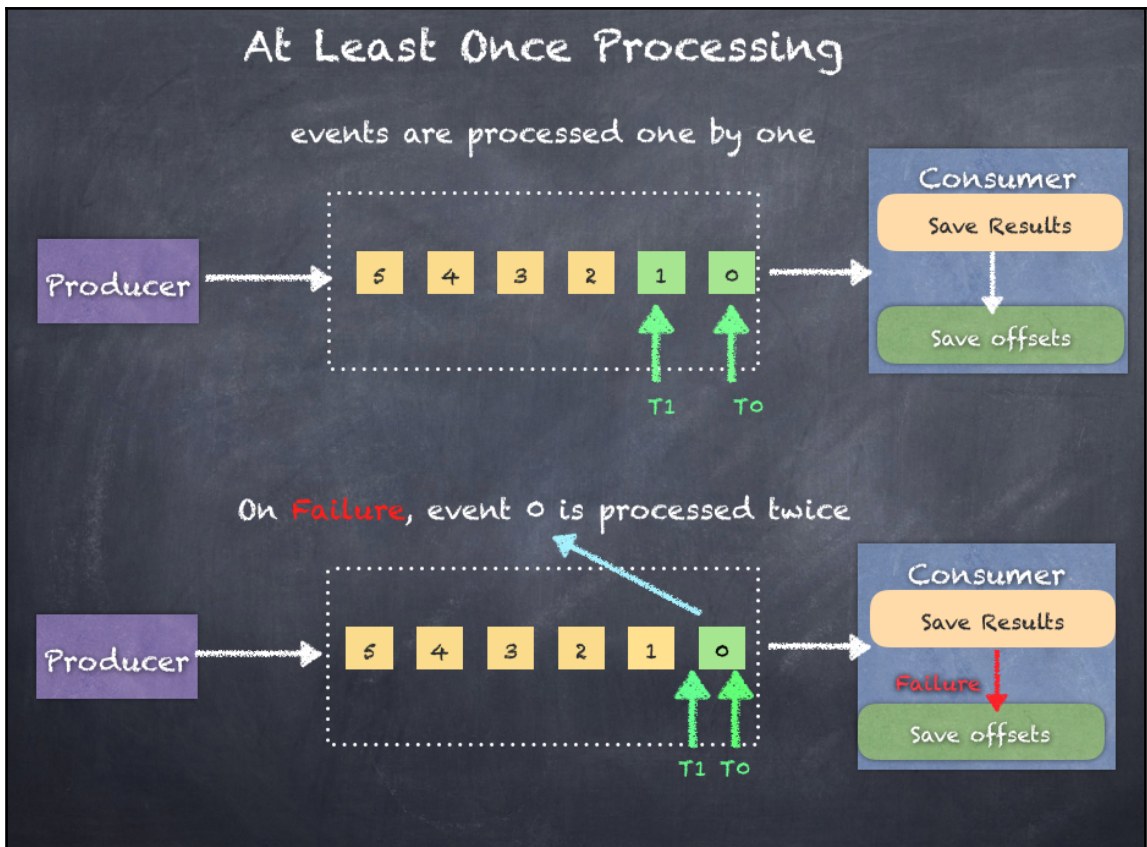 At Least Once Processing
events are processed one by one
Consumer
Save Results
Producer
5 4 3 2 1 0
Save offsets
T1 T0
On Failure, event 0 is processed twice
Consumer
Save Results
Producer
5 4 3 2 1 0
Failure
Save offsets
T1 T0